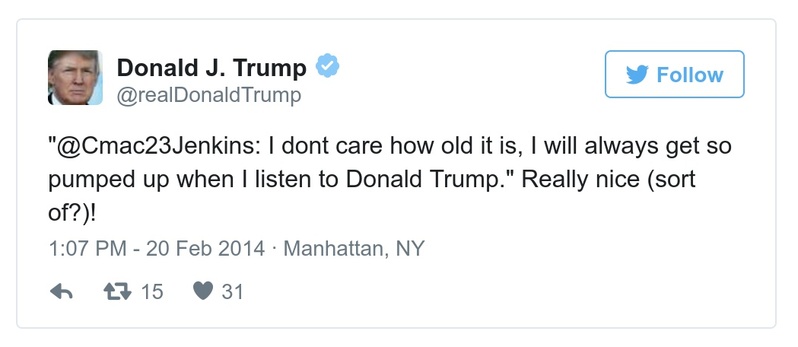 Donald J. Trump
@realDonaldTrump
Follow
"@Cmac23Jenkins: I dont care how old it is, I will always get so
pumped up when I listen to Donald Trump." Really nice (sort
of?)!
1:07 PM - 20 Feb 2014 · Manhattan, NY
15 31